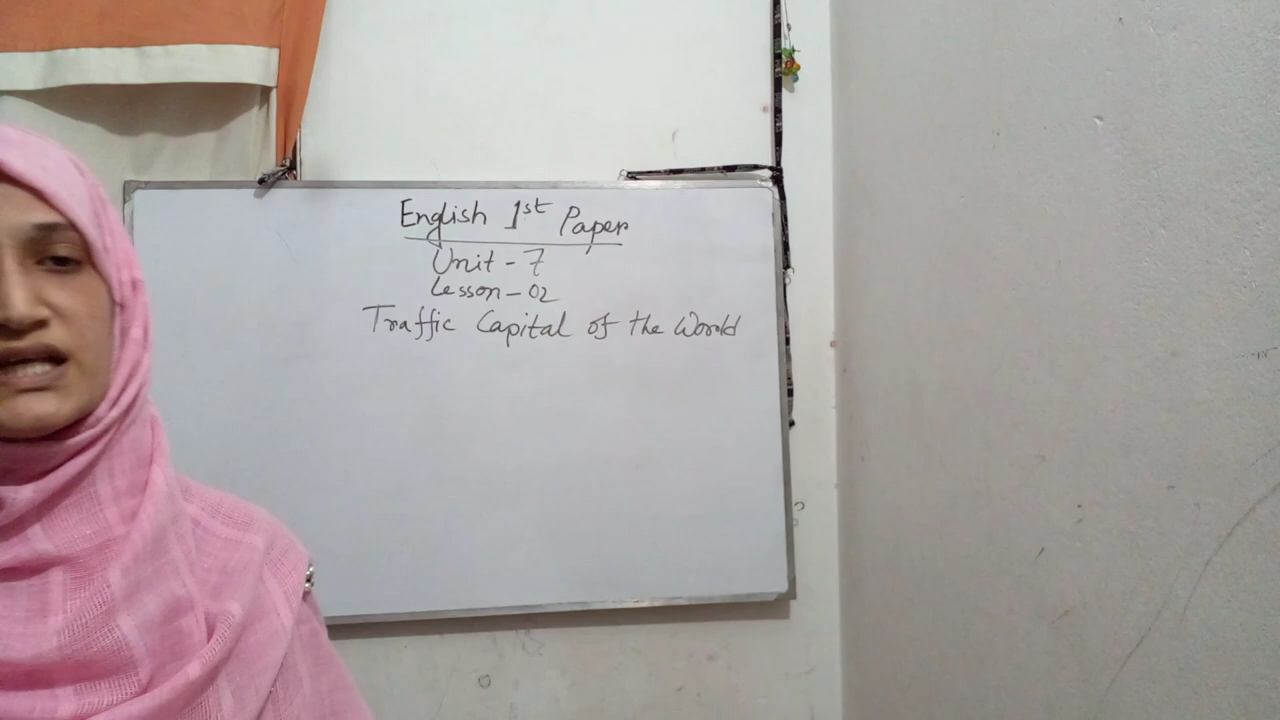 English 1st Paper
Unit - 7
Lesson - 02
Traffic Capital of the World